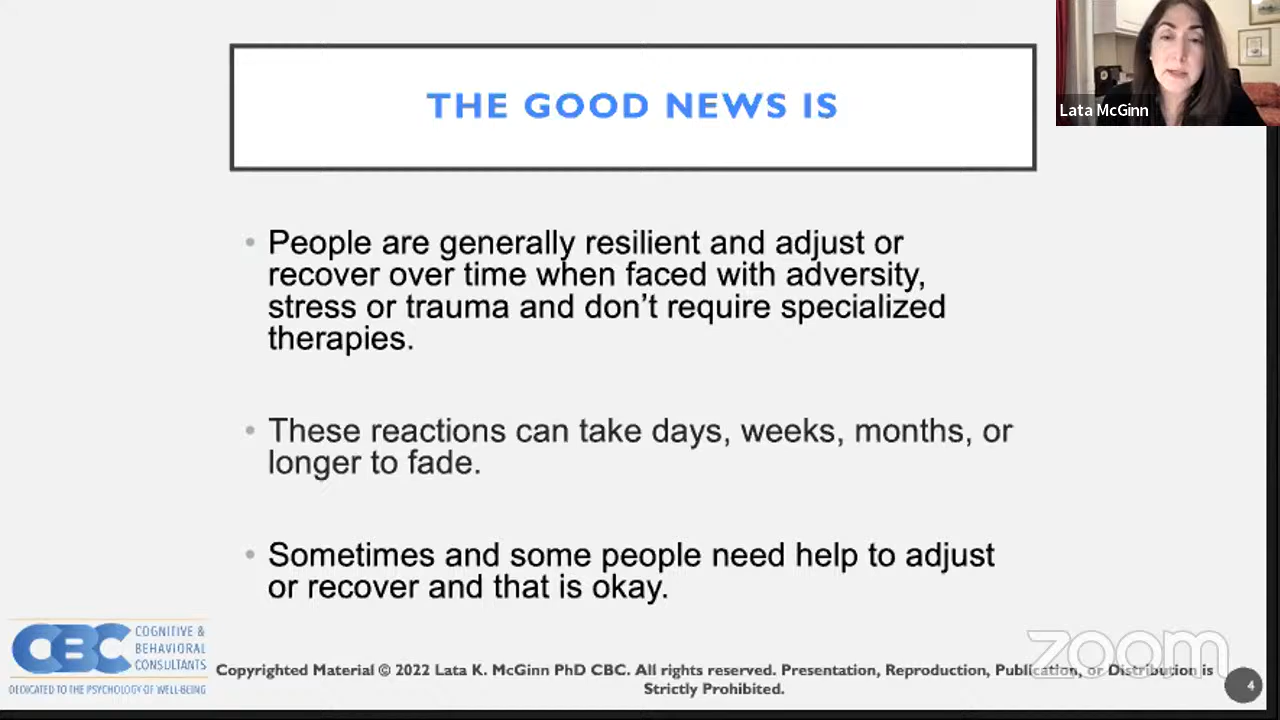 THE GOOD NEWS IS
Lata McGinn
• People are generally resilient and adjust or
recover over time when faced with adversity,
stress or trauma and don’t require specialized
therapies.
• These reactions can take days, weeks, months, or
longer to fade.
• Sometimes and some people need help to adjust
or recover and that is okay.
CBC
COGNITIVE &
BEHAVIORAL
CONSULTANTS
DEDICATED TO THE PSYCHOLOGY OF WELL-BEING
Copyrighted Material © 2022 Lata K. McGinn PhD CBC. All rights reserved. Presentation, Reproduction, Publication, or Distribution is
Strictly Prohibited.
zoom
4